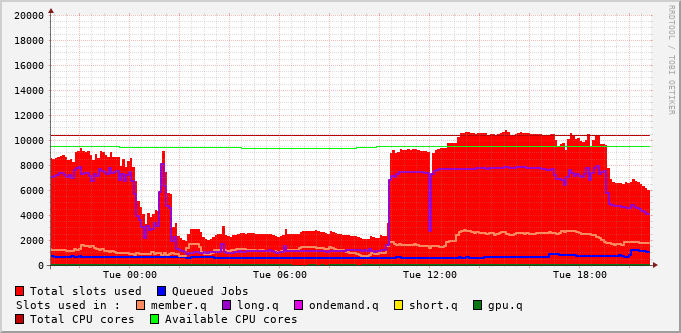 20000
18000
16000
14000
12000
10000
8000
6000
4000
2000
0
Tue 00:00 Tue 06:00 Tue 12:00 Tue 18:00
Total slots used Queued Jobs
Slots used in : member.q long.q ondemand.q short.q gpu.q
Total CPU cores Available CPU cores
RRDTOOL / TOBI OETIKER